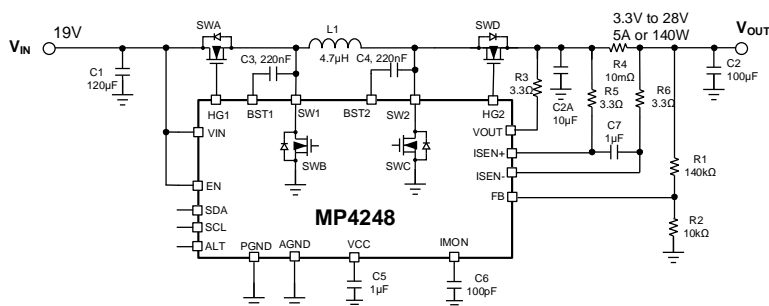 SWA
SWD
3.3V to 28V
5A or 140W
VIN
19V
VOUT
L1
4.7µH
C3, 220nF
C4, 220nF
C1
120µF
R3
3.3Ω
C2A
10µF
R4
10mΩ
R5
3.3Ω
R6
3.3Ω
C2
100µF
C7
1µF
HG1
BST1
SW1
BST2
SW2
HG2
VIN
VOUT
SWB
SWC
ISEN+
ISEN-
EN
FB
R1
140kΩ
SDA
SCL
ALT
MP4248
R2
10kΩ
PGND
AGND
VCC
IMON
C5
1µF
C6
100pF